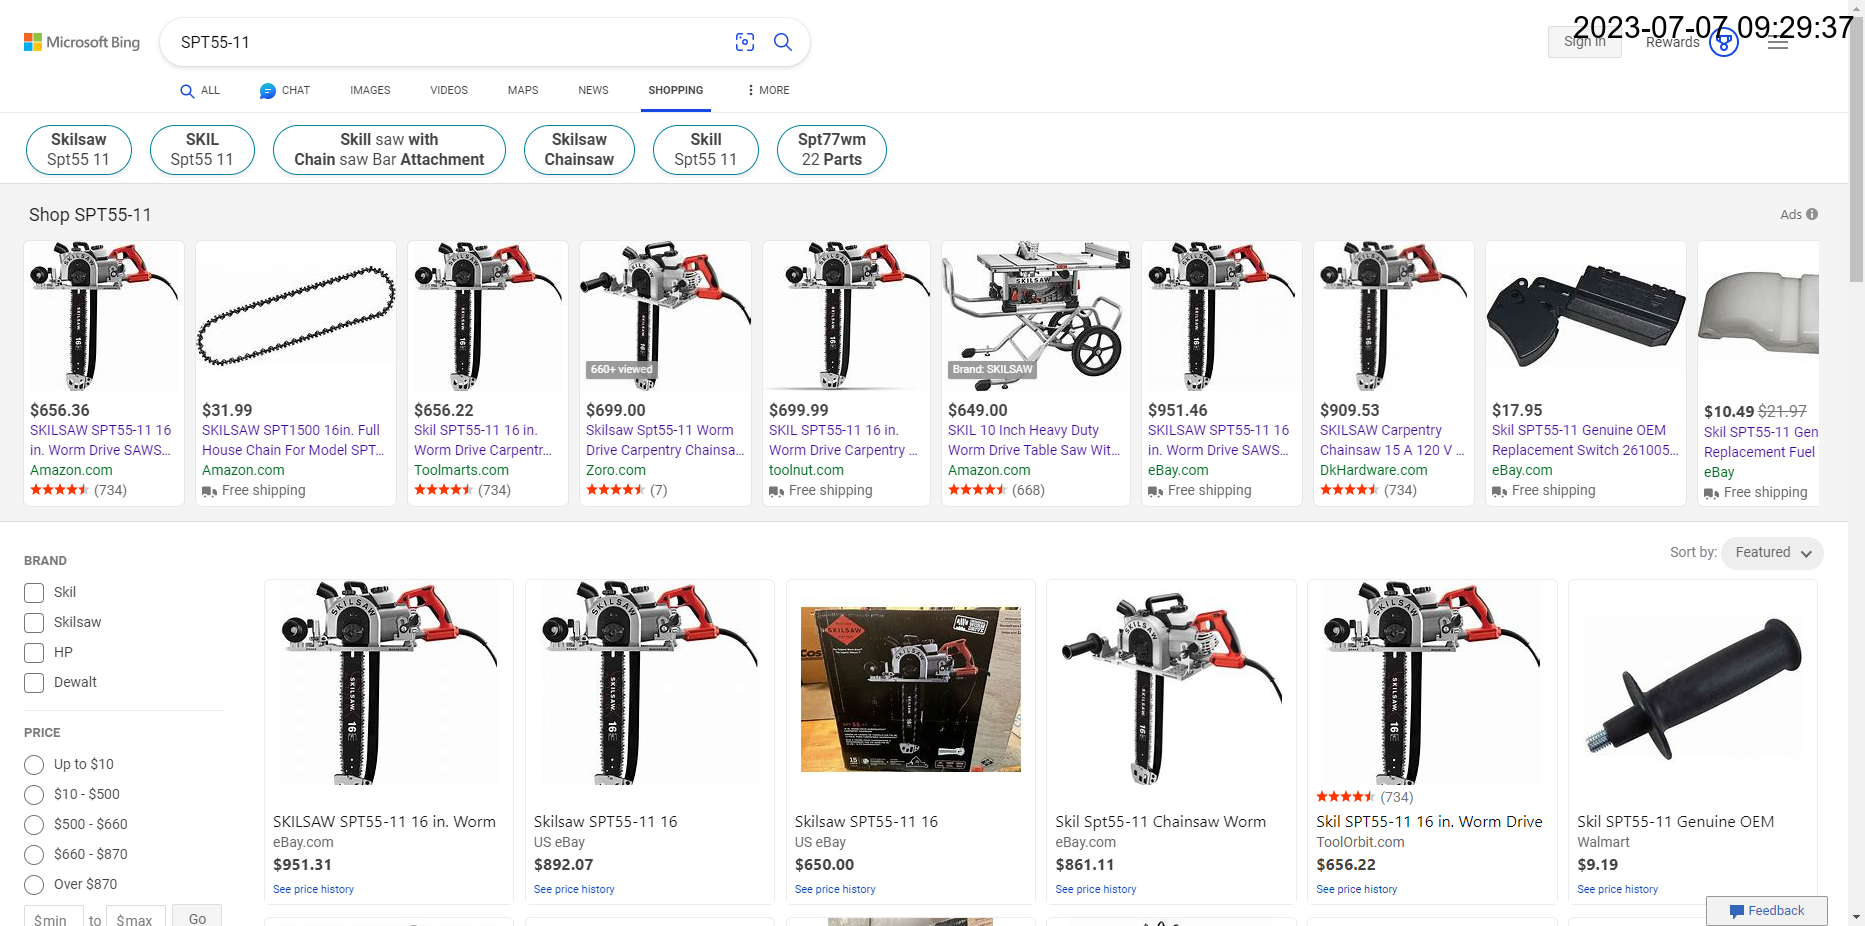 Microsoft Bing
SPT55-11
Sign in
Rewards
2023-07-07 09:29:37
ALL
CHAT
IMAGES
VIDEOS
MAPS
NEWS
SHOPPING
MORE
Skilsaw
Spt55 11
SKIL
Spt55 11
Skill saw with
Chain saw Bar Attachment
Skilsaw
Chainsaw
Skill
Spt55 11
Spt77wm
22 Parts
Shop SPT55-11
Ads
$656.36
SKILSAW SPT55-11 16
in. Worm Drive SAWS...
Amazon.com
(734)
$31.99
SKILSAW SPT1500 16in. Full
House Chain For Model SPT...
Amazon.com
Free shipping
$656.22
Skil SPT55-11 16 in.
Worm Drive Carpentr...
Toolmarts.com
(734)
660+ viewed
$699.00
Skilsaw Spt55-11 Worm
Drive Carpentry Chainsa...
Zoro.com
(7)
$699.99
SKIL SPT55-11 16 in.
Worm Drive Carpentry ...
toolnut.com
Free shipping
SKILSAW
Brand: SKILSAW
$649.00
SKIL 10 Inch Heavy Duty
Worm Drive Table Saw Wit...
Amazon.com
(668)
$951.46
SKILSAW SPT55-11 16
in. Worm Drive SAWS...
eBay.com
Free shipping
$909.53
SKILSAW Carpentry
Chainsaw 15 A 120 V ...
DkHardware.com
(734)
$17.95
Skil SPT55-11 Genuine OEM
Replacement Switch 261005...
eBay.com
Free shipping
$10.49 $21.97
Skil SPT55-11 Gen
Replacement Fuel
eBay
Free shipping
BRAND
Skil
Skilsaw
HP
Dewalt
PRICE
Up to $10
$10 - $500
$500 - $660
$660 - $870
Over $870
$min to $max Go
Sort by: Featured
SKILSAW
SKILSAW. 16
SKILSAW SPT55-11 16 in. Worm
eBay.com
$951.31
See price history
SKILSAW
SKILSAW. 16
Skilsaw SPT55-11 16
US eBay
$892.07
See price history
SKILSAW
Skilsaw SPT55-11 16
US eBay
$650.00
See price history
SKILSAW
SKILSAW. 16
Skil Spt55-11 Chainsaw Worm
eBay.com
$861.11
See price history
SKILSAW
SKILSAW. 16
(734)
Skil SPT55-11 16 in. Worm Drive
ToolOrbit.com
$656.22
See price history
Skil SPT55-11 Genuine OEM
Walmart
$9.19
See price history
Feedback